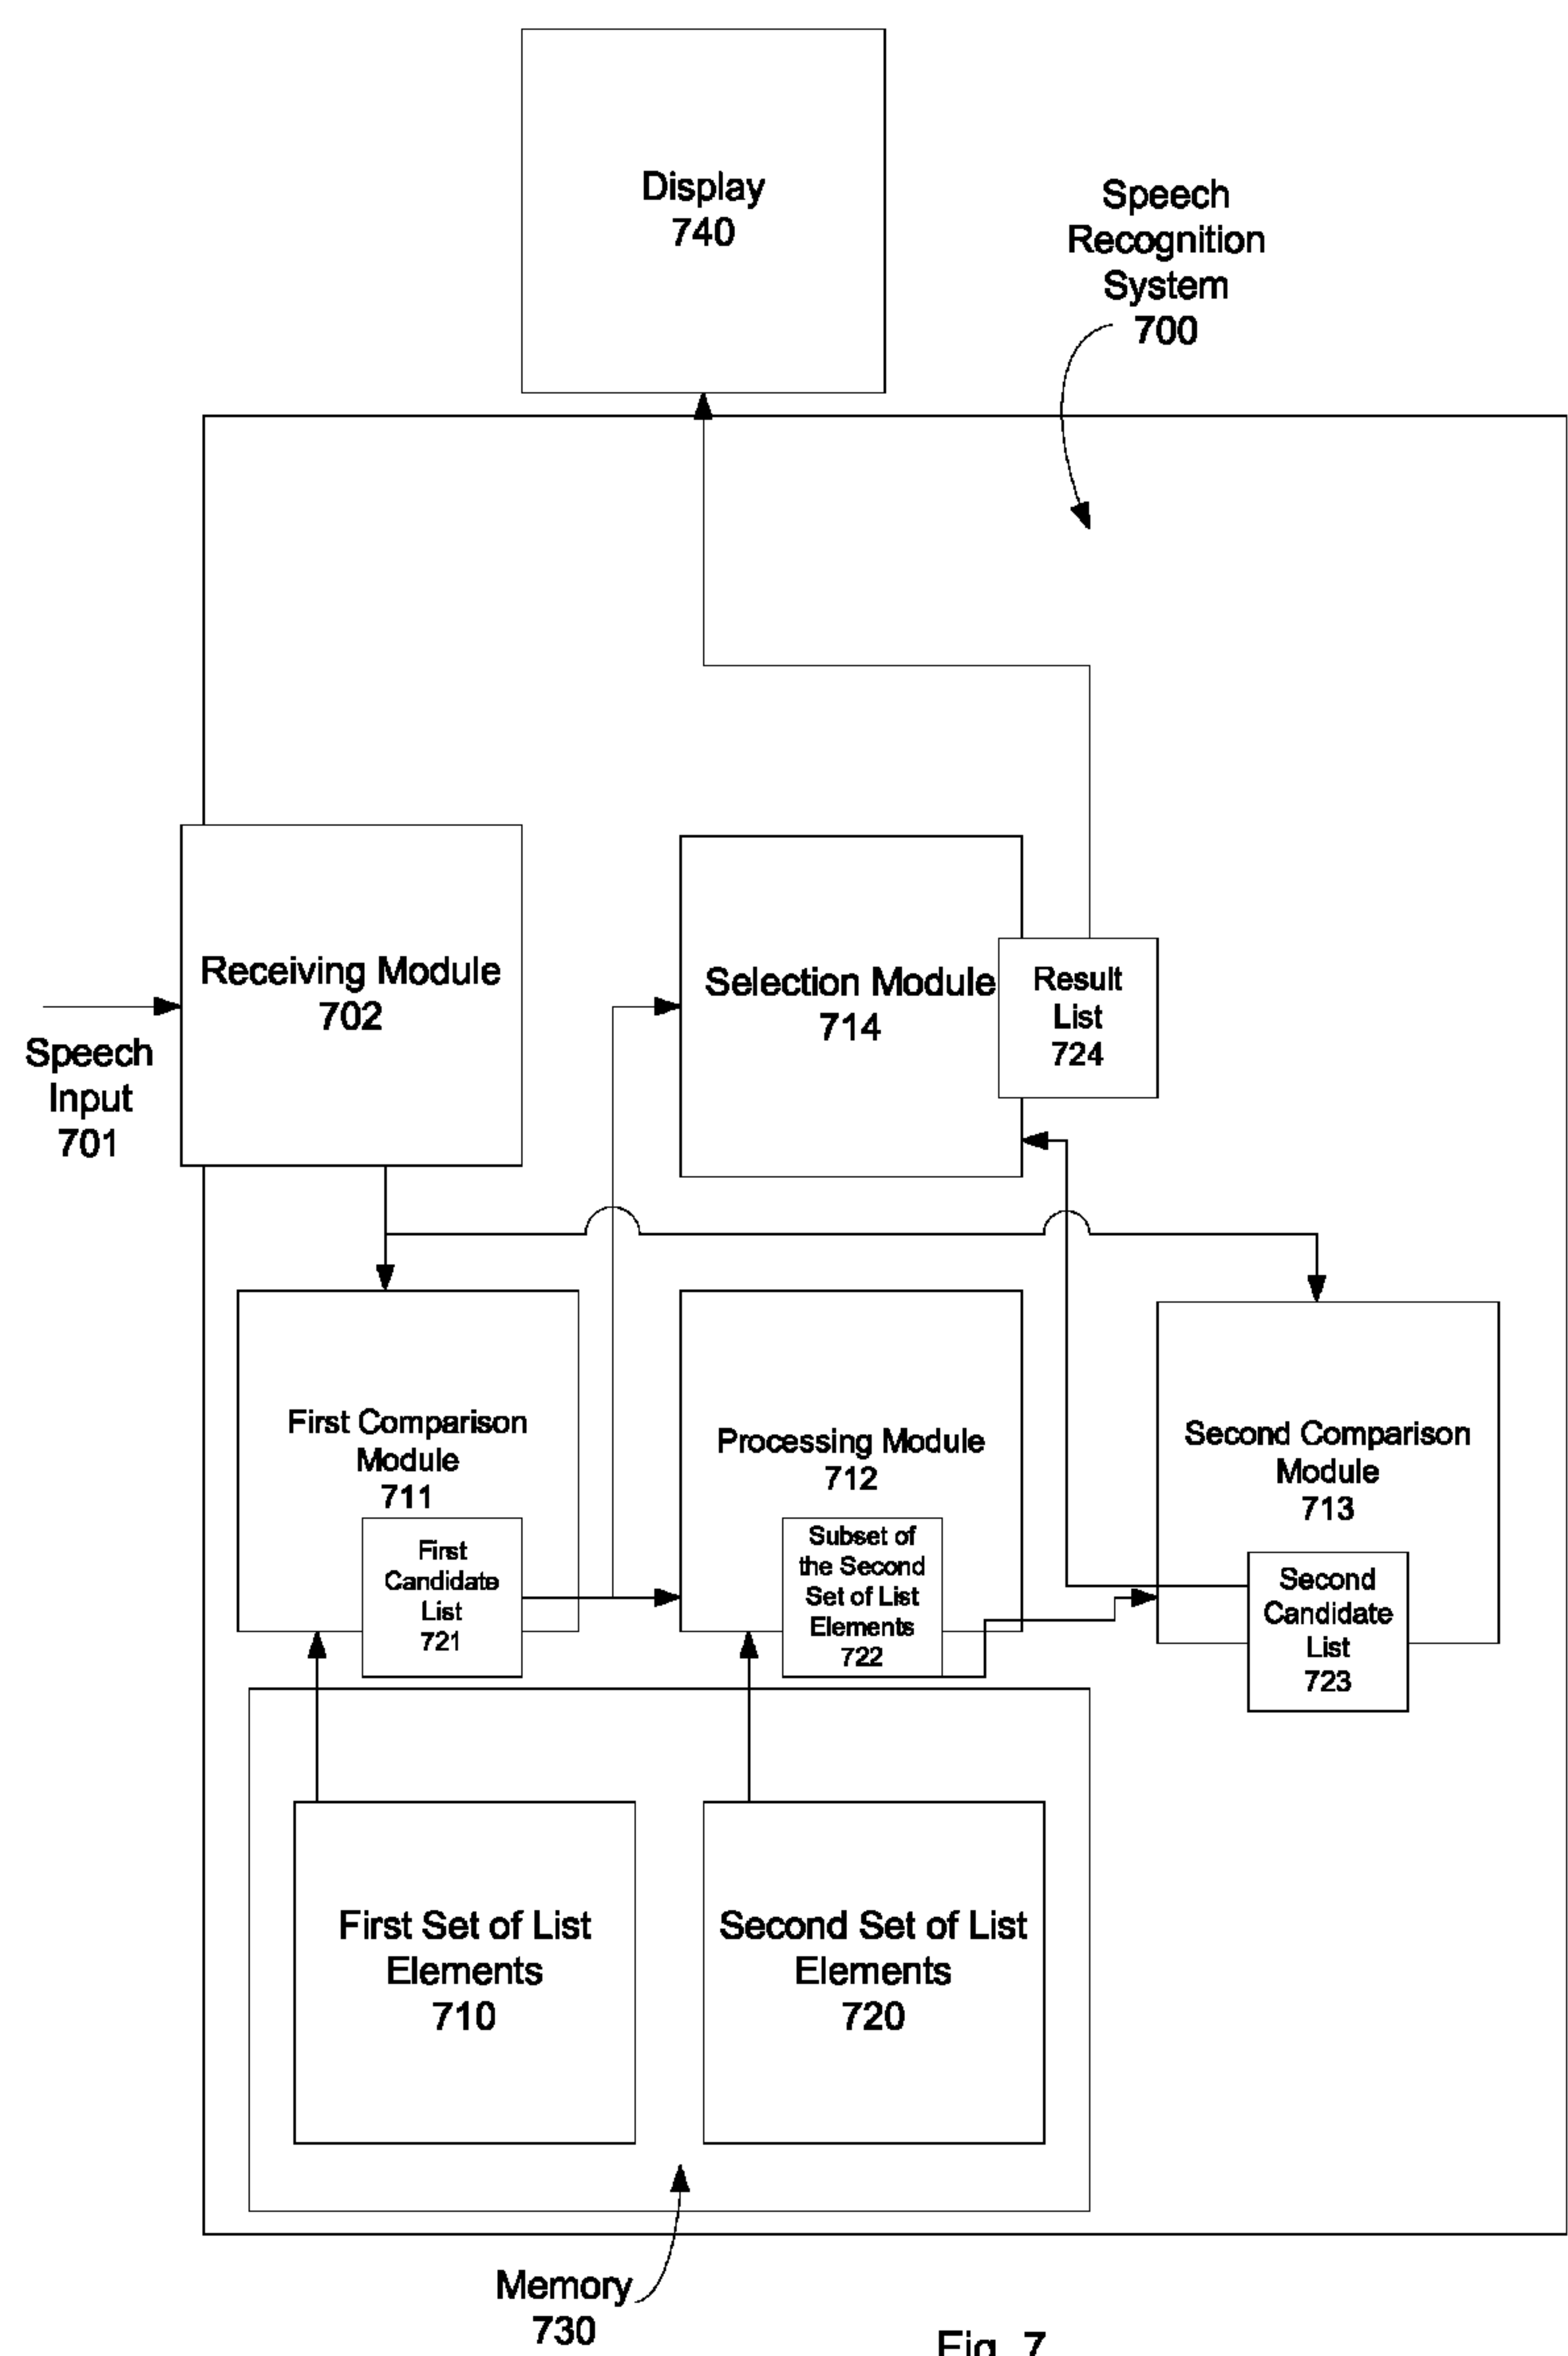 Display
740
Speech
Recognition
System
700
Receiving Module
702
Selection Module
714
Result
List
724
Speech
Input
701
First Comparison
Module
711
First
Candidate
List
721
Processing Module
712
Subset of
the Second
Set of List
Elements
722
Second Comparison
Module
713
Second
Candidate
List
723
First Set of List
Elements
710
Second Set of List
Elements
720
Memory
730
Fig. 7